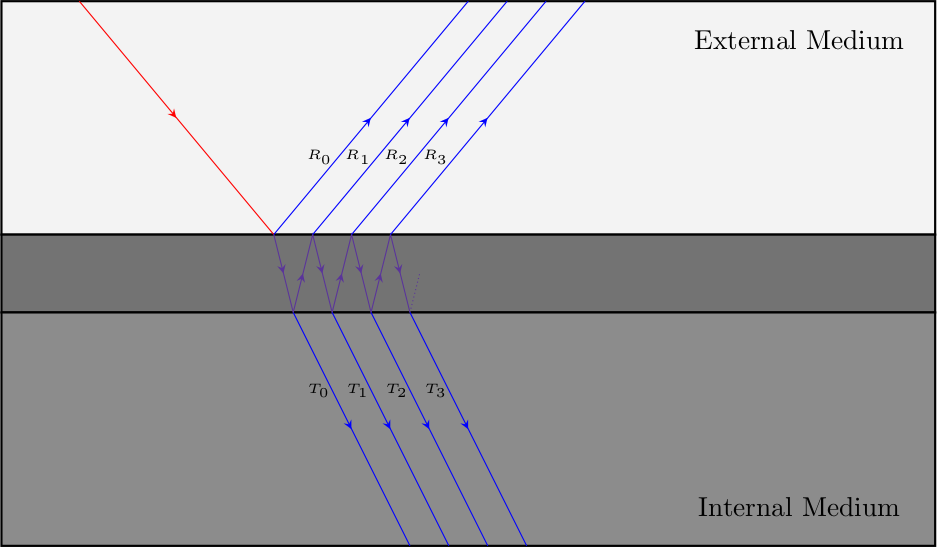 External Medium
R0 R1 R2 R3
T0 T1 T2 T3
Internal Medium